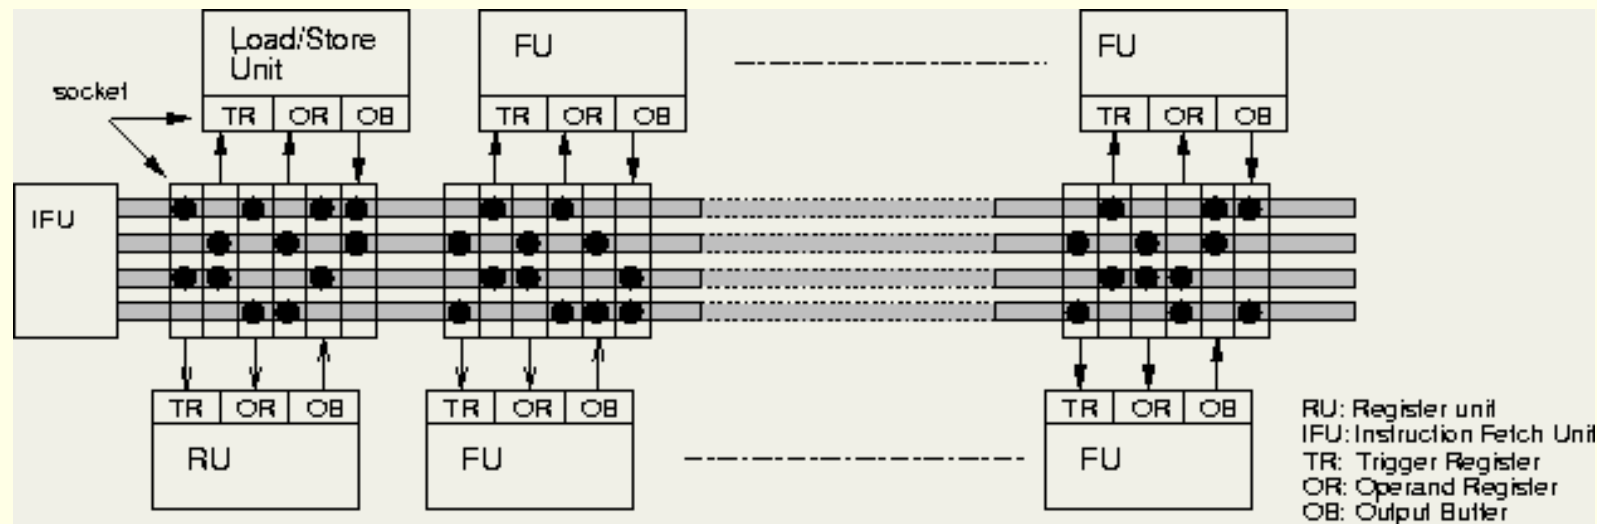 Load/Store
Unit
FU
FU
socket
TR OR OB
TR OR OB
TR OR OB
IFU
TR OR OB
TR OR OB
TR OR OB
RU
FU
FU
RU: Register unit
IFU: Instruction Fetch Unit
TR: Trigger Register
OR: Operand Register
OB: Output Buffer